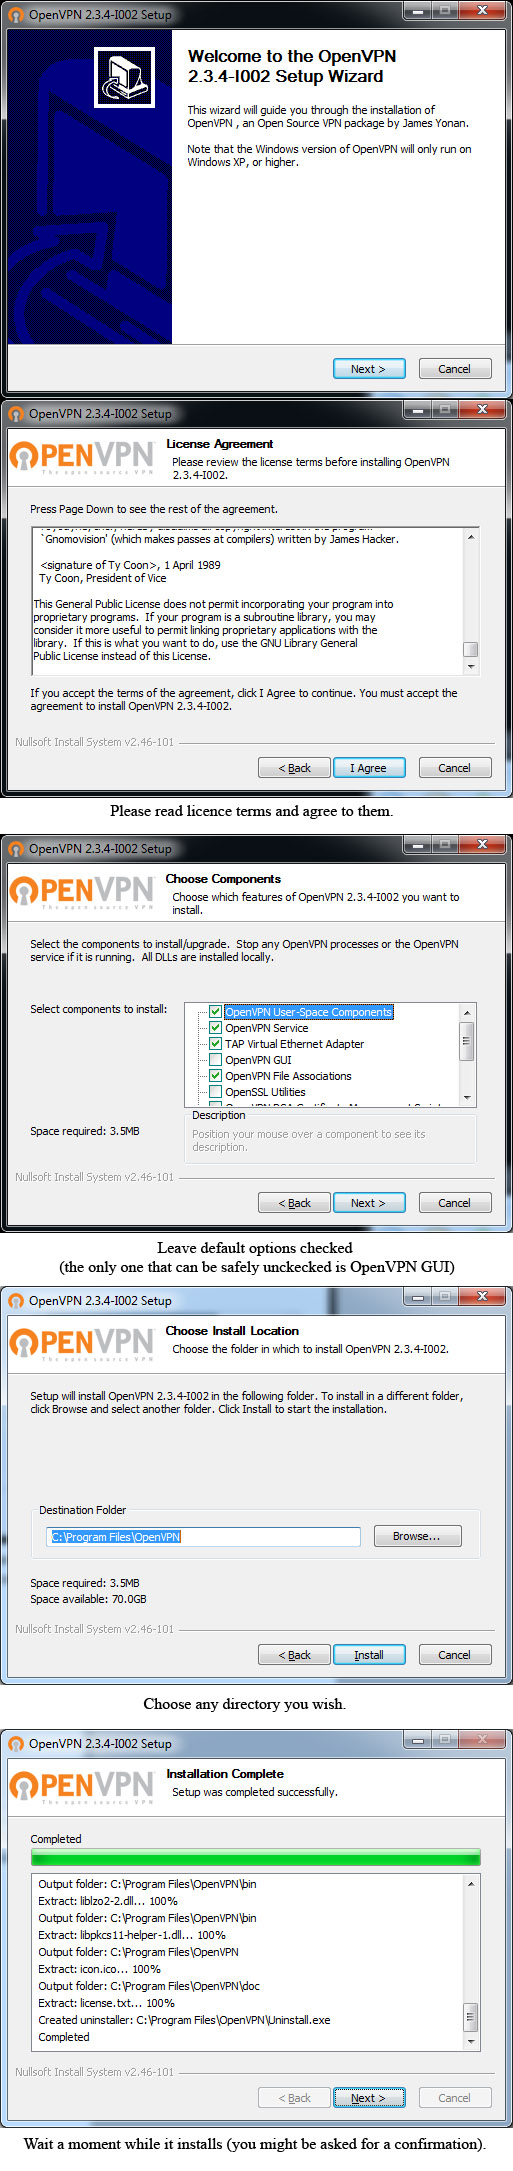 OpenVPN 2.3.4-I002 Setup
Welcome to the OpenVPN
2.3.4-I002 Setup Wizard
This wizard will guide you through the installation of
OpenVPN , an Open Source VPN package by James Yonan.
Note that the Windows version of OpenVPN will only run on
Windows XP, or higher.
Next >
Cancel
OpenVPN 2.3.4-I002 Setup
OPENVPN
The open source VPN
License Agreement
Please review the license terms before installing OpenVPN
2.3.4-I002.
Press Page Down to see the rest of the agreement.
`Gnomovision' (which makes passes at compilers) written by James Hacker.
<signature of Ty Coon>, 1 April 1989
Ty Coon, President of Vice
This General Public License does not permit incorporating your program into
proprietary programs. If your program is a subroutine library, you may
consider it more useful to permit linking proprietary applications with the
library. If this is what you want to do, use the GNU Library General
Public License instead of this License.
If you accept the terms of the agreement, click I Agree to continue. You must accept the
agreement to install OpenVPN 2.3.4-I002.
Nullsoft Install System v2.46-101
< Back
I Agree
Cancel
Please read licence terms and agree to them.
OpenVPN 2.3.4-I002 Setup
OPENVPN
The open source VPN
Choose Components
Choose which features of OpenVPN 2.3.4-I002 you want to
install.
Select the components to install/upgrade. Stop any OpenVPN processes or the OpenVPN
service if it is running. All DLLs are installed locally.
Select components to install:
OpenVPN User-Space Components
OpenVPN Service
TAP Virtual Ethernet Adapter
OpenVPN GUI
OpenVPN File Associations
OpenSSL Utilities
Description
Position your mouse over a component to see its
description.
Space required: 3.5MB
Nullsoft Install System v2.46-101
< Back
Next >
Cancel
Leave default options checked
(the only one that can be safely unckecked is OpenVPN GUI)
OpenVPN 2.3.4-I002 Setup
OPENVPN
The open source VPN
Choose Install Location
Choose the folder in which to install OpenVPN 2.3.4-I002.
Setup will install OpenVPN 2.3.4-I002 in the following folder. To install in a different folder,
click Browse and select another folder. Click Install to start the installation.
Destination Folder
C:\Program Files\OpenVPN
Browse...
Space required: 3.5MB
Space available: 70.0GB
Nullsoft Install System v2.46-101
< Back
Install
Cancel
Choose any directory you wish.
OpenVPN 2.3.4-I002 Setup
OPENVPN
The open source VPN
Installation Complete
Setup was completed successfully.
Completed
Output folder: C:\Program Files\OpenVPN\bin
Extract: liblzo2-2.dll... 100%
Output folder: C:\Program Files\OpenVPN\bin
Extract: libpkcs11-helper-1.dll... 100%
Output folder: C:\Program Files\OpenVPN
Extract: icon.ico... 100%
Output folder: C:\Program Files\OpenVPN\doc
Extract: license.txt... 100%
Created uninstaller: C:\Program Files\OpenVPN\Uninstall.exe
Completed
Nullsoft Install System v2.46-101
< Back
Next >
Cancel
Wait a moment while it installs (you might be asked for a confirmation).